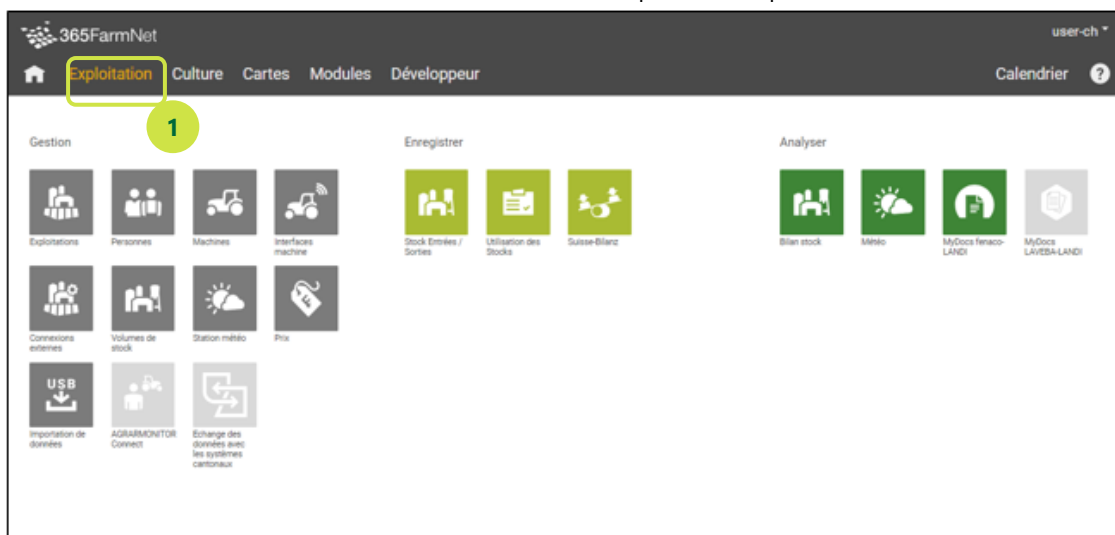 365FarmNet
user-ch
Exploitation Culture Cartes Modules Développeur
Calendrier ?
1
Gestion
Enregistrer
Analyser
Exploitations
Personnes
Machines
Interfaces
machine
Stock Entrées /
Sorties
Utilisation des
Stocks
Suisse-Bilanz
Bilan stock
Météo
MyDocs fenaco-
LANDI
MyDocs
LAVEBA-LANDI
Connexions
externes
Volumes de
stock
Station météo
Prix
USB
Importation de
données
AGRARMONITOR
Connect
Echange des
données avec
les systèmes
cantonaux